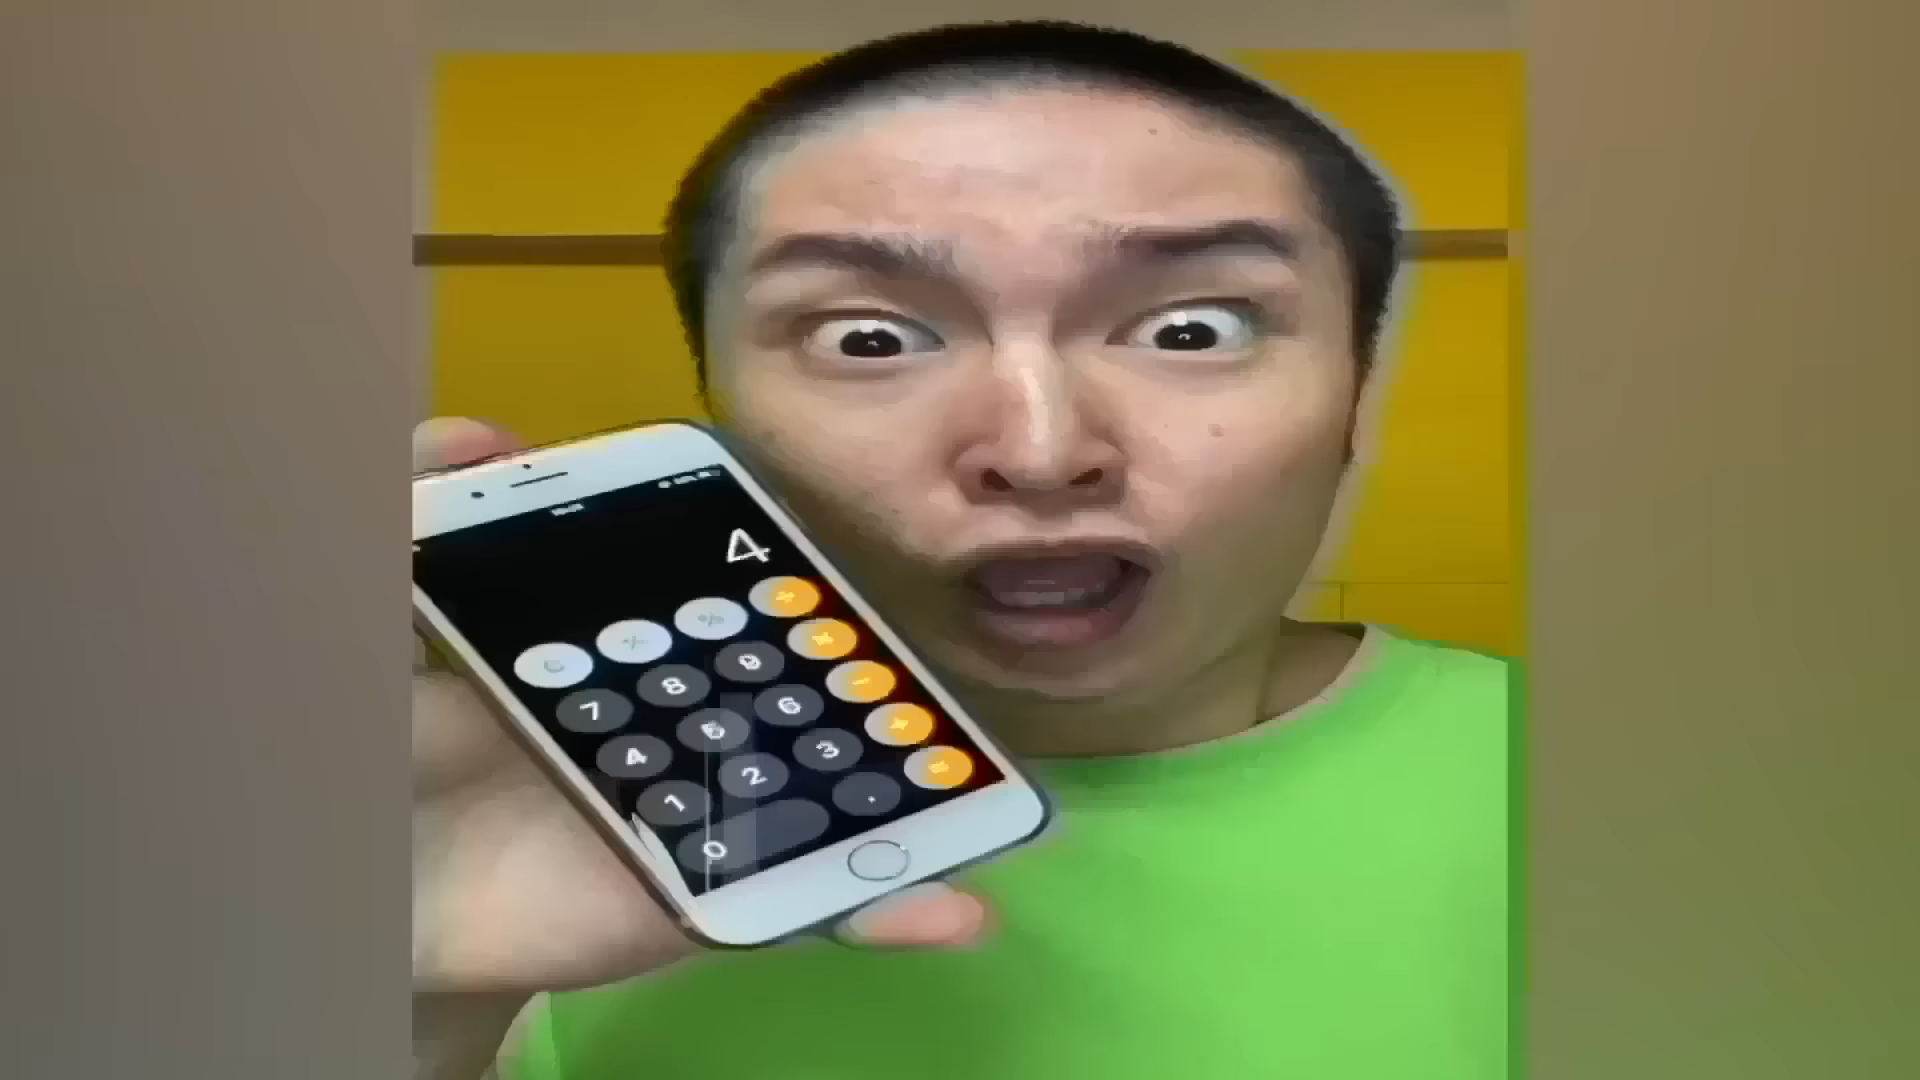 4
C +/- % ÷
7 8 9 ×
4 5 6 −
1 2 3 +
0 . =